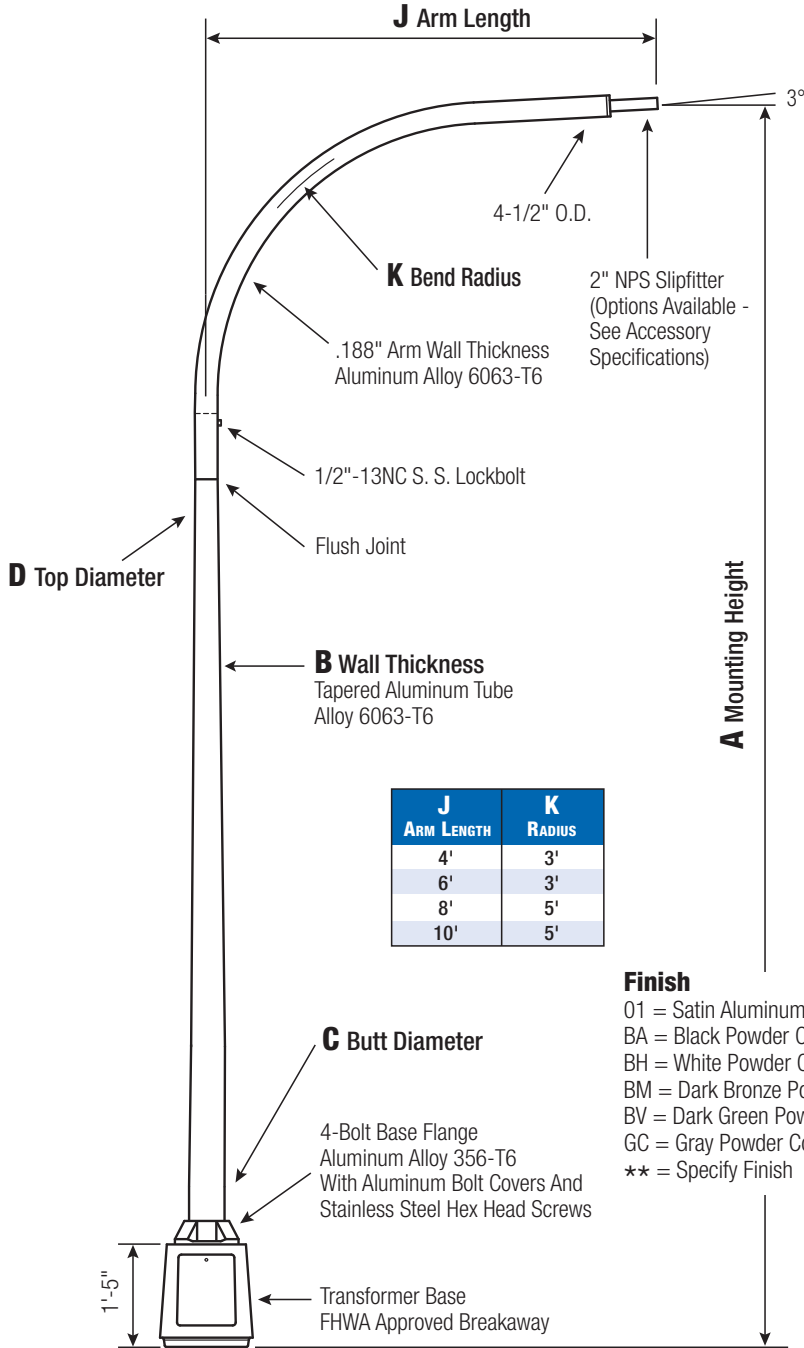 J Arm Length
3°
4-1/2" O.D.
K Bend Radius
2" NPS Slipfitter
(Options Available -
See Accessory
Specifications)
.188" Arm Wall Thickness
Aluminum Alloy 6063-T6
1/2"-13NC S. S. Lockbolt
Flush Joint
D Top Diameter
A Mounting Height
B Wall Thickness
Tapered Aluminum Tube
Alloy 6063-T6
J K
ARM LENGTH RADIUS
4' 3'
6' 3'
8' 5'
10' 5'
Finish
01 = Satin Aluminum
BA = Black Powder
BH = White Powder
BM = Dark Bronze
BV = Dark Green
GC = Gray Powder
** = Specify Finish
C Butt Diameter
4-Bolt Base Flange
Aluminum Alloy 356-T6
With Aluminum Bolt Covers And
Stainless Steel Hex Head Screws
1'-5"
Transformer Base
FHWA Approved Breakaway